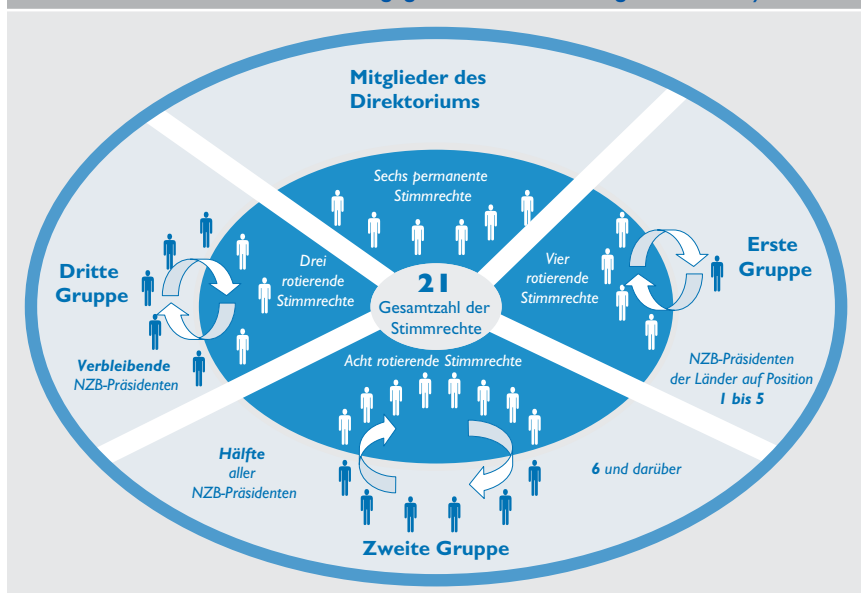 Mitglieder des
Direktoriums
Sechs permanente
Stimmrechte
Drei
rotierende
Stimmrechte
Vier
rotierende
Stimmrechte
Dritte
Gruppe
Erste
Gruppe
21
Gesamtzahl der
Stimmrechte
Verbleibende
NZB-Präsidenten
NZB-Präsidenten
der Länder auf Position
1 bis 5
Acht rotierende Stimmrechte
Hälfte
aller
NZB-Präsidenten
6 und darüber
Zweite Gruppe